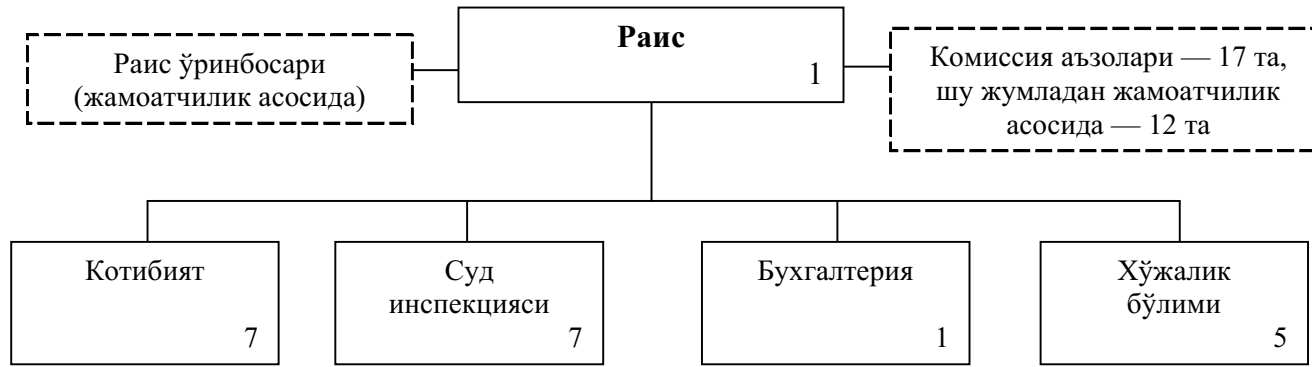 Раис
1
Раис ўринбосари
(жамоатчилик асосида)
Комиссия аъзолари — 17 та,
шу жумладан жамоатчилик
асосида — 12 та
Котибият
7
Суд
инспекцияси
7
Бухгалтерия
1
Хўжалик
бўлими
5